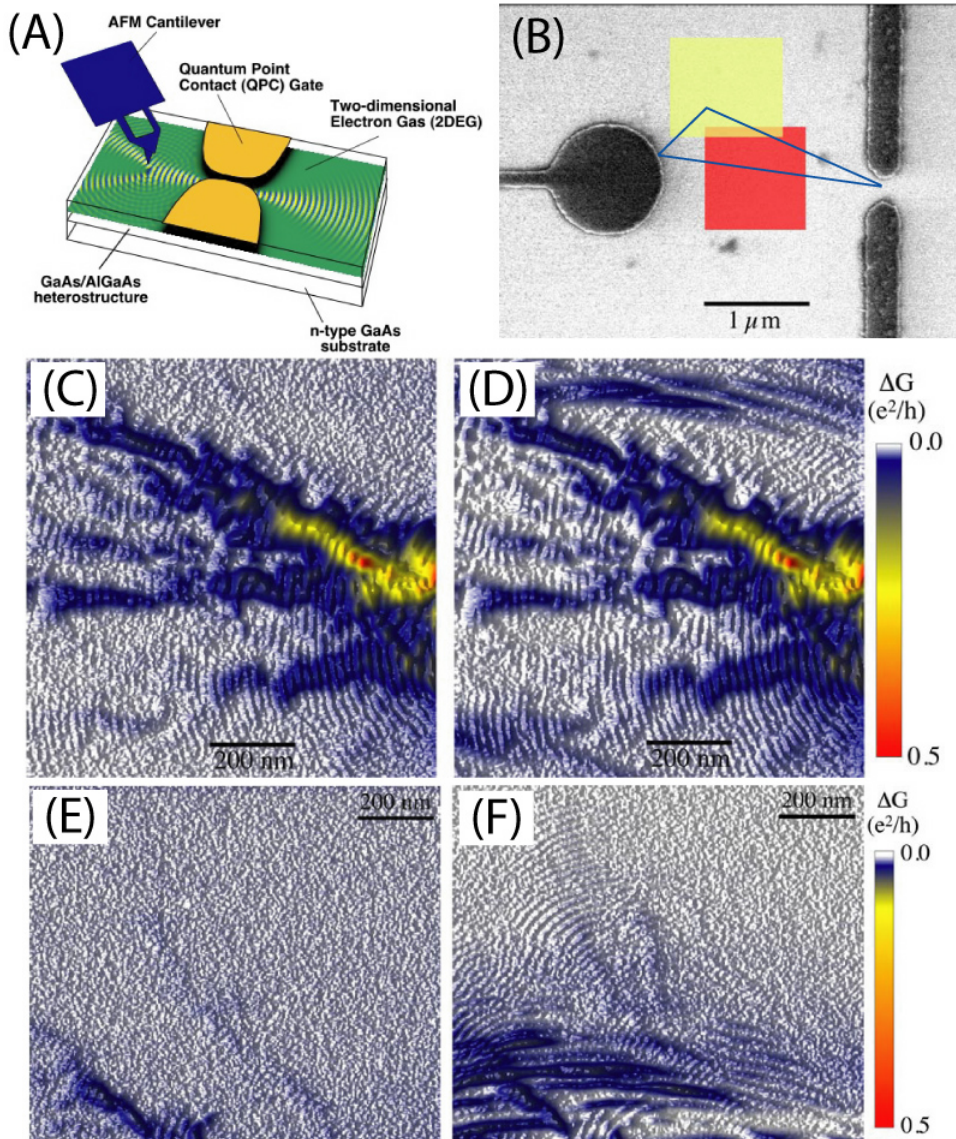 (A)
AFM Cantilever
Quantum Point
Contact (QPC) Gate
Two-dimensional
Electron Gas (2DEG)
GaAs/AlGaAs
heterostructure
n-type GaAs
substrate
(B)
1 μm
(C)
200 nm
(D)
200 nm
ΔG
(e²/h)
0.0
0.5
(E)
200 nm
(F)
200 nm
ΔG
(e²/h)
0.0
0.5